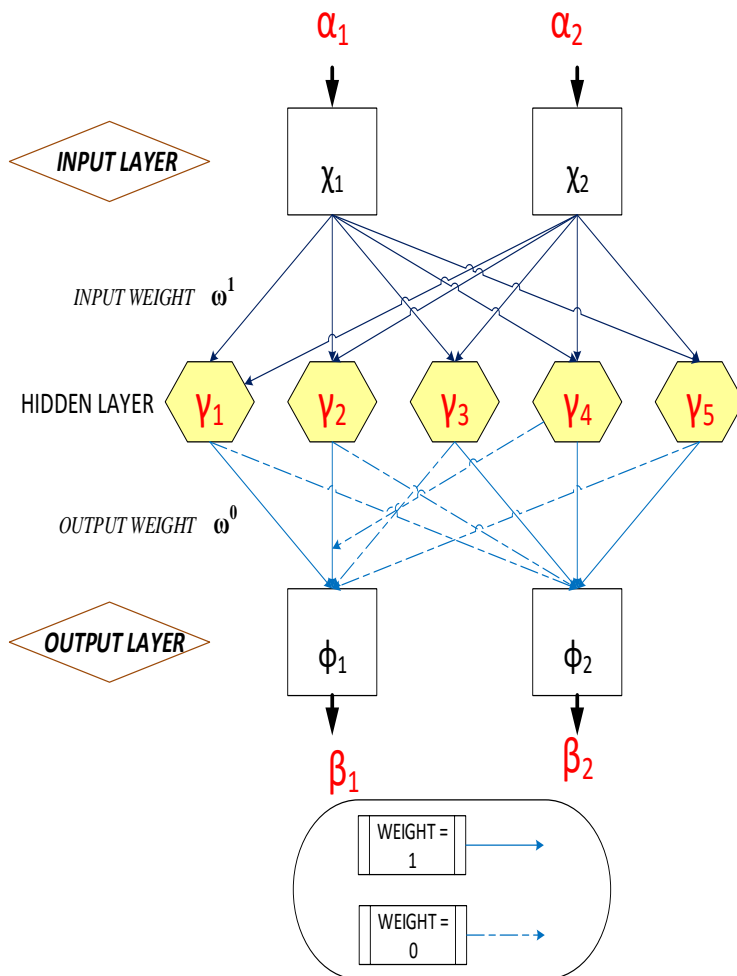 α₁ α₂
INPUT LAYER
χ₁ χ₂
INPUT WEIGHT ω¹
HIDDEN LAYER γ₁ γ₂ γ₃ γ₄ γ₅
OUTPUT WEIGHT ω⁰
OUTPUT LAYER
ϕ₁ ϕ₂
β₁ β₂
WEIGHT =
1
WEIGHT =
0